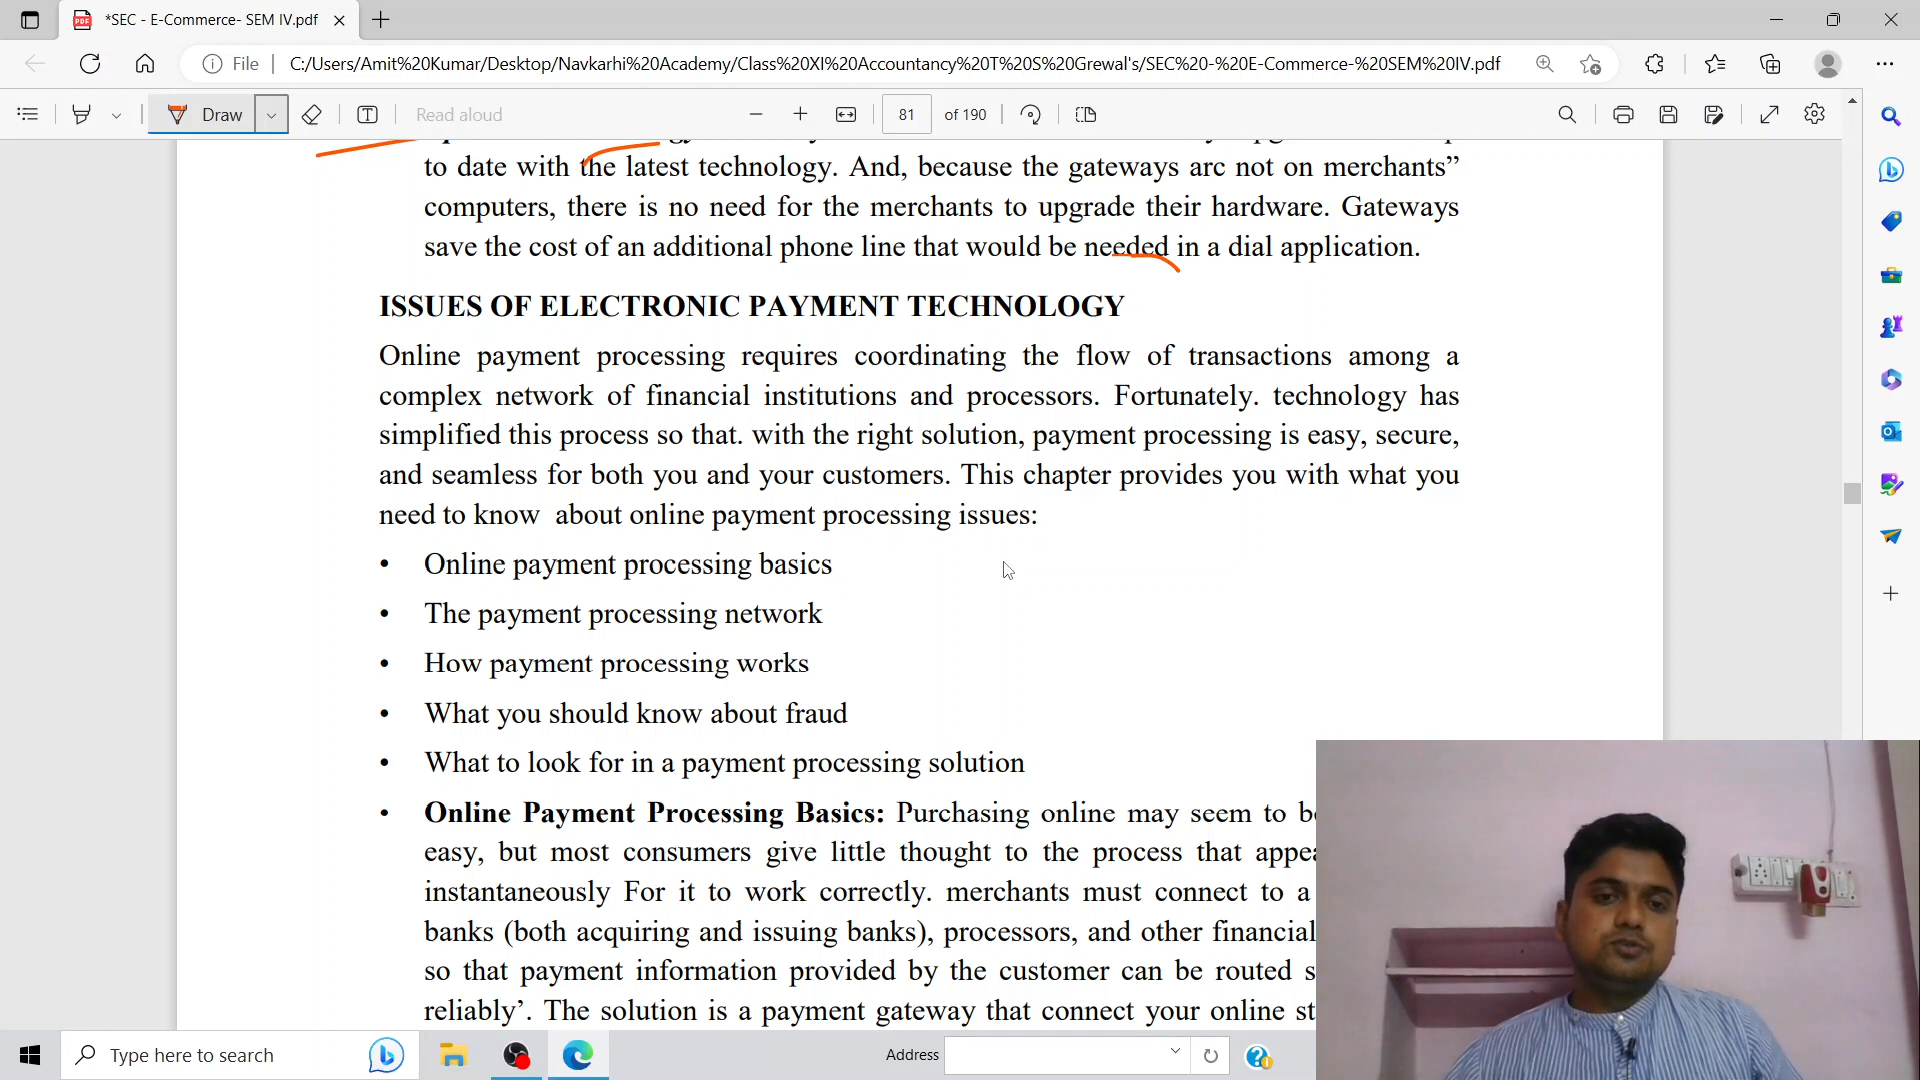 *SEC - E-Commerce- SEM IV.pdf
File
C:/Users/Amit%20Kumar/Desktop/Navkarhi%20Academy/Class%20XI%20Accountancy%20T%20S%20Grewal's/SEC%20-%20E-Commerce-%20SEM%20IV.pdf
Draw
Read aloud
81 of 190
to date with the latest technology. And, because the gateways arc not on merchants”
computers, there is no need for the merchants to upgrade their hardware. Gateways
save the cost of an additional phone line that would be needed in a dial application.
ISSUES OF ELECTRONIC PAYMENT TECHNOLOGY
Online payment processing requires coordinating the flow of transactions among a
complex network of financial institutions and processors. Fortunately. technology has
simplified this process so that. with the right solution, payment processing is easy, secure,
and seamless for both you and your customers. This chapter provides you with what you
need to know about online payment processing issues:
• Online payment processing basics
• The payment processing network
• How payment processing works
• What you should know about fraud
• What to look for in a payment processing solution
• Online Payment Processing Basics: Purchasing online may seem to
easy, but most consumers give little thought to the process that
instantaneously For it to work correctly. merchants must connect to a
banks (both acquiring and issuing banks), processors, and other financial
so that payment information provided by the customer can be routed
reliably’. The solution is a payment gateway that connect your online
Type here to search
Address